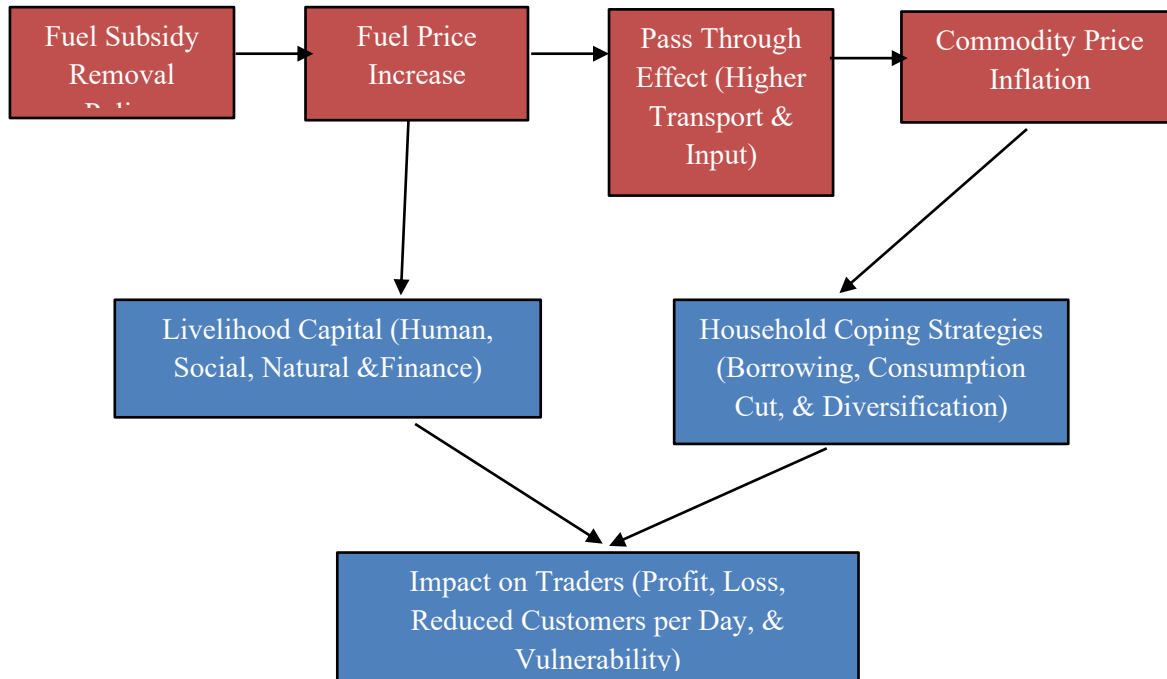 Fuel Subsidy
Removal
Fuel Price
Increase
Pass Through
Effect (Higher
Transport &
Input)
Commodity Price
Inflation
Livelihood Capital (Human,
Social, Natural &Finance)
Household Coping Strategies
(Borrowing, Consumption
Cut, & Diversification)
Impact on Traders (Profit, Loss,
Reduced Customers per Day, &
Vulnerability)